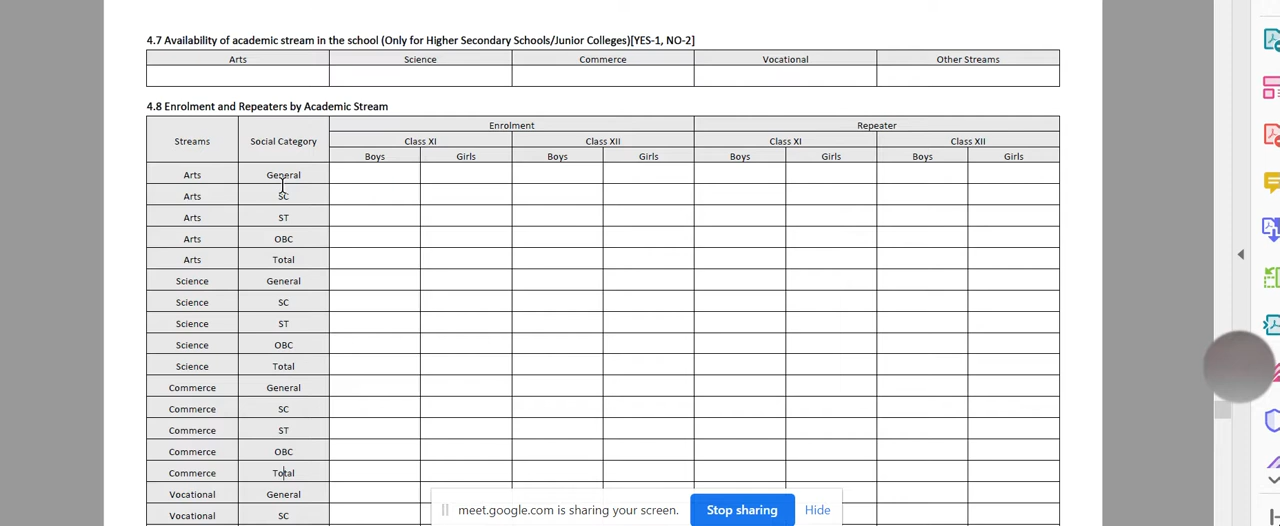 4.7 Availability of academic stream in the school (Only for Higher Secondary Schools/Junior Colleges)[YES-1, NO-2]
Arts Science Commerce Vocational Other Streams
4.8 Enrolment and Repeaters by Academic Stream
Streams Social Category Enrolment Repeater
Class XI Class XII Class XI Class XII
Boys Girls Boys Girls Boys Girls Boys Girls
Arts General
Arts SC
Arts ST
Arts OBC
Arts Total
Science General
Science SC
Science ST
Science OBC
Science Total
Commerce General
Commerce SC
Commerce ST
Commerce OBC
Commerce Total
Vocational General
Vocational SC
meet.google.com is sharing your screen. Stop sharing Hide